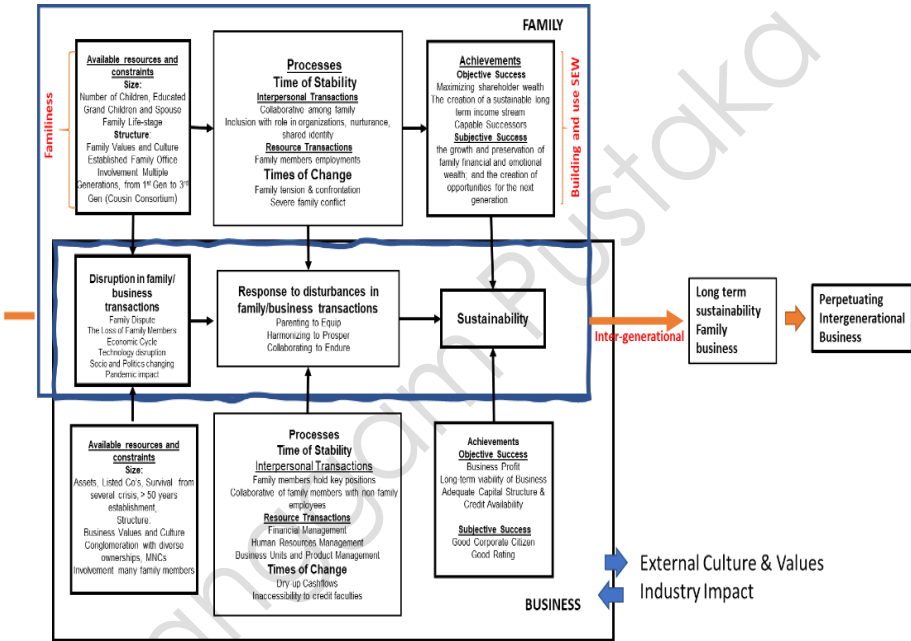 FAMILY
Familiness
Available resources and
constraints
Size:
Number of Children, Educated
Grand Children and Spouse
Family Life-stage
Structure:
Family Values and Culture
Established Family Office
Involvement Multiple
Generations, from 1st Gen to 3rd
Gen (Cousin Consortium)
Processes
Time of Stability
Interpersonal Transactions
Collaborative among family
Inclusion with role in organizations, nurturance,
shared identity
Resource Transactions
Family members employments
Times of Change
Family tension & confrontation
Severe family conflict
Achievements
Objective Success
Maximizing shareholder wealth
The creation of a sustainable long
term income stream
Capable Successors
Subjective Success
the growth and preservation of
family financial and emotional
wealth; and the creation of
opportunities for the next
generation
Building and use SEW
Disruption in family/
business
transactions
Family Dispute
The Loss of Family Members
Economic Cycle
Technology disruption
Socio and Politics changing
Pandemic impact
Response to disturbances in
family/business transactions
Parenting to Equip
Harmonizing to Prosper
Collaborating to Endure
Sustainability
Inter-generational
Long term
sustainability
Family
business
Perpetuating
Intergenerational
Business
Available resources and
constraints
Size:
Assets, Listed Co's, Survival from
several crisis, > 50 years
establishment,
Structure:
Business Values and Culture
Conglomeration with diverse
ownerships, MNCs
Involvement many family members
Processes
Time of Stability
Interpersonal Transactions
Family members hold key positions
Collaborative of family members with non-family
employees
Resource Transactions
Financial Management
Human Resources Management
Business Units and Product Management
Times of Change
Dry-up Cashflows
Inaccessibility to credit faculties
Achievements
Objective Success
Business Profit
Long-term viability of Business
Adequate Capital Structure &
Credit Availability
Subjective Success
Good Corporate Citizen
Good Rating
BUSINESS
External Culture & Values
Industry Impact
anggam Pustaka